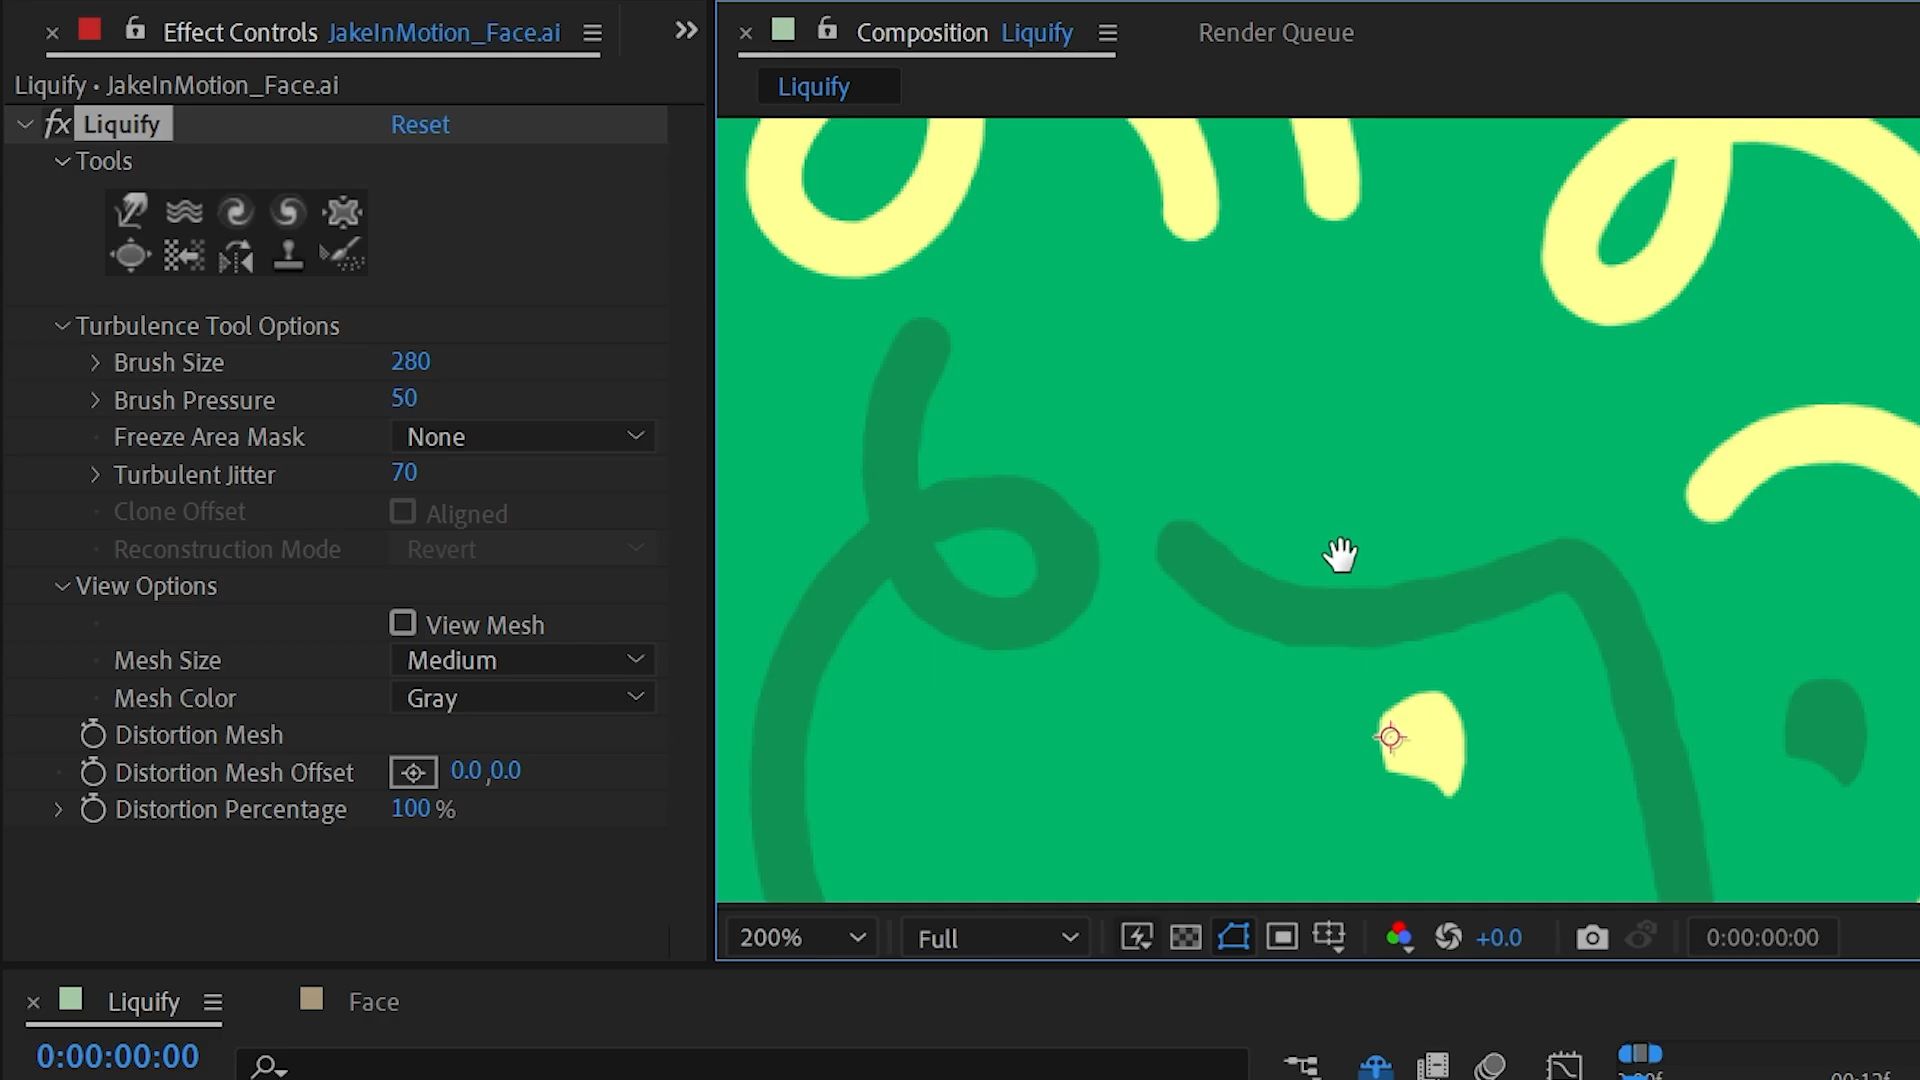 Effect Controls JakeInMotion_Face.ai
Composition Liquify
Render Queue
Liquify • JakeInMotion_Face.ai
Liquify
fx Liquify Reset
Tools
Turbulence Tool Options
Brush Size 280
Brush Pressure 50
Freeze Area Mask None
Turbulent Jitter 70
Clone Offset Aligned
Reconstruction Mode Revert
View Options
View Mesh
Mesh Size Medium
Mesh Color Gray
Distortion Mesh
Distortion Mesh Offset 0.0,0.0
Distortion Percentage 100 %
200% Full +0.0 0:00:00:00
Liquify Face
0:00:00:00